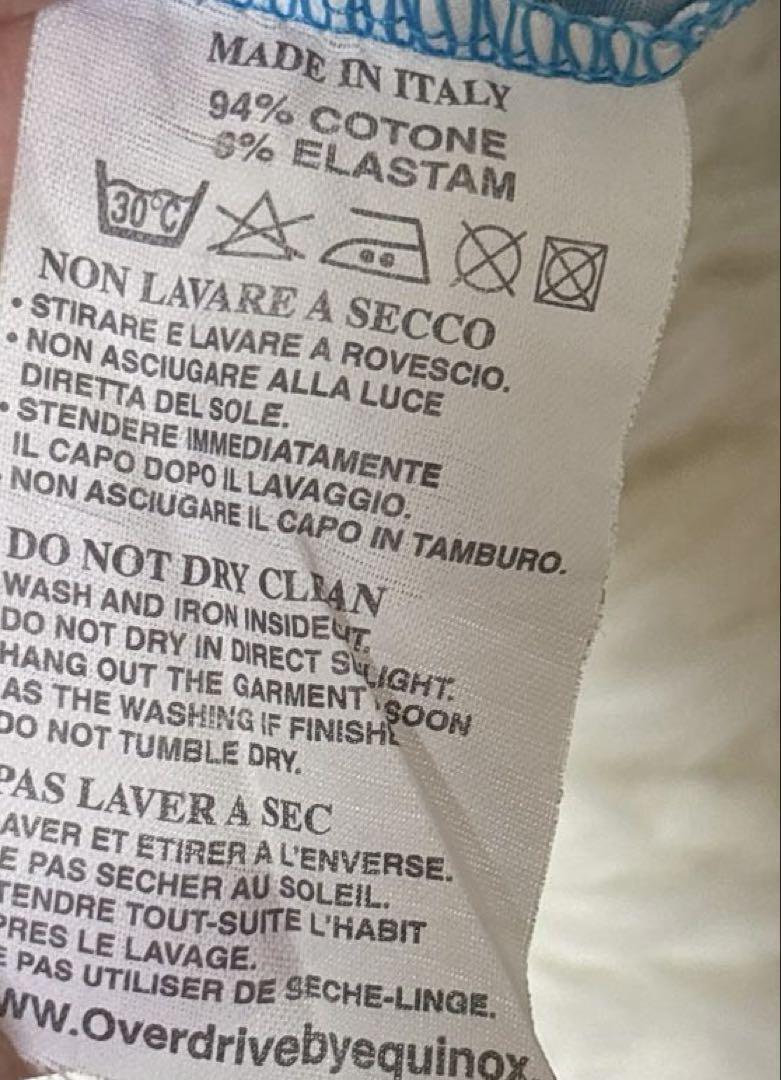 MADE IN ITALY
94% COTONE
6% ELASTAM
30°C
NON LAVARE A SECCO
• STIRARE E LAVARE A ROVESCIO.
• NON ASCIUGARE ALLA LUCE
DIRETTA DEL SOLE.
• STENDERE IMMEDIATAMENTE
IL CAPO DOPO IL LAVAGGIO.
NON ASCIUGARE IL CAPO IN TAMBURO.
DO NOT DRY CLEAN
WASH AND IRON INSIDE
DO NOT DRY IN DIRECT
HANG OUT THE GARMENT SOON
AS THE WASHING IF
DO NOT TUMBLE DRY.
PAS LAVER A SEC
AVER ET ETIRER A L'ENVERSE.
E PAS SECHER AU SOLEIL.
TENDRE TOUT-SUITE L'HABIT
PRES LE LAVAGE.
E PAS UTILISER DE SECHE-LINGE.
WW.Overdrivebyequinox.